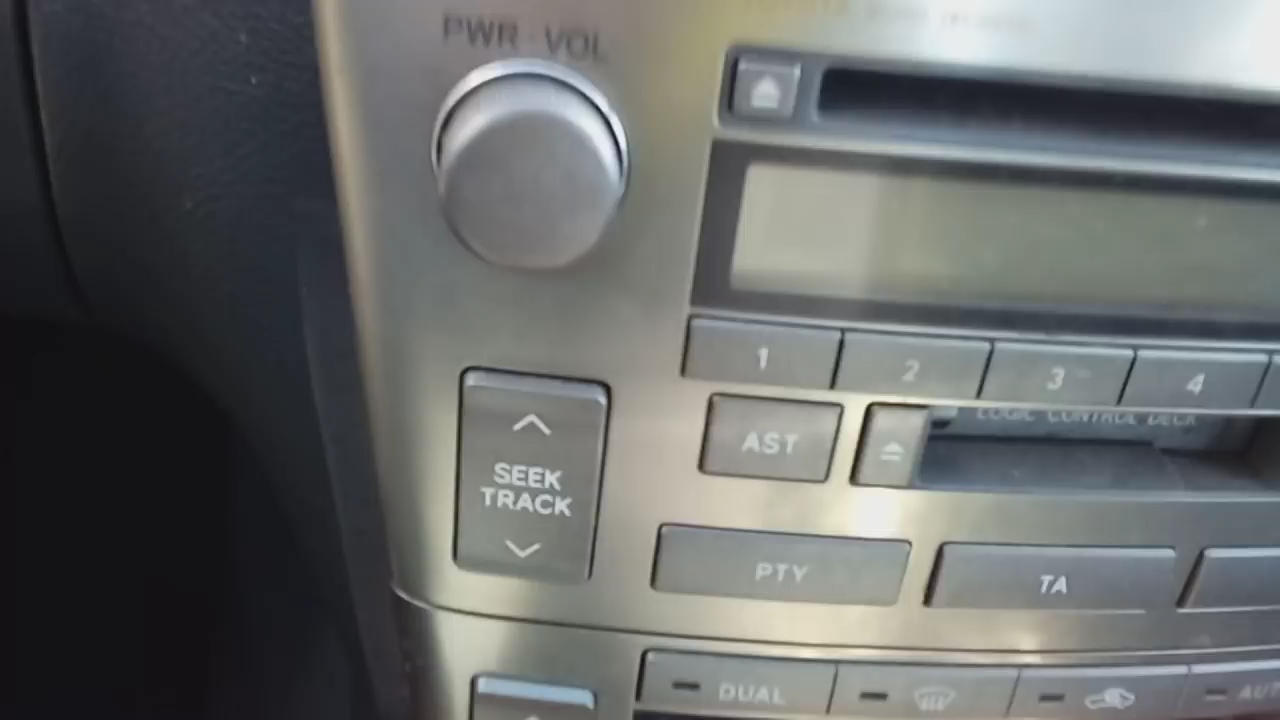 PWR · VOL
1
2
3
4
AST
LOGIC CONTROL DECK
SEEK
TRACK
PTY
TA
DUAL